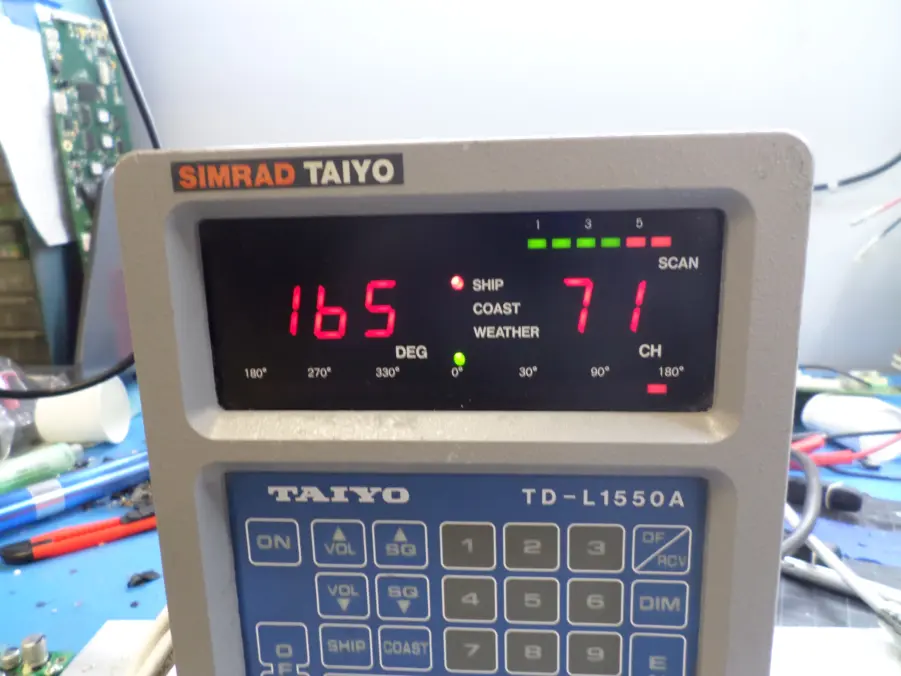 SIMRAD TAIYO
1 3 5
SCAN
165 SHIP 71
COAST
WEATHER
DEG CH
180° 270° 330° 0° 30° 90° 180°
TAIYO TD-L1550A
ON VOL SQ 1 2 3 DF/RCV
VOL SQ 4 5 6 DIM
SHIP COAST 7 8 9